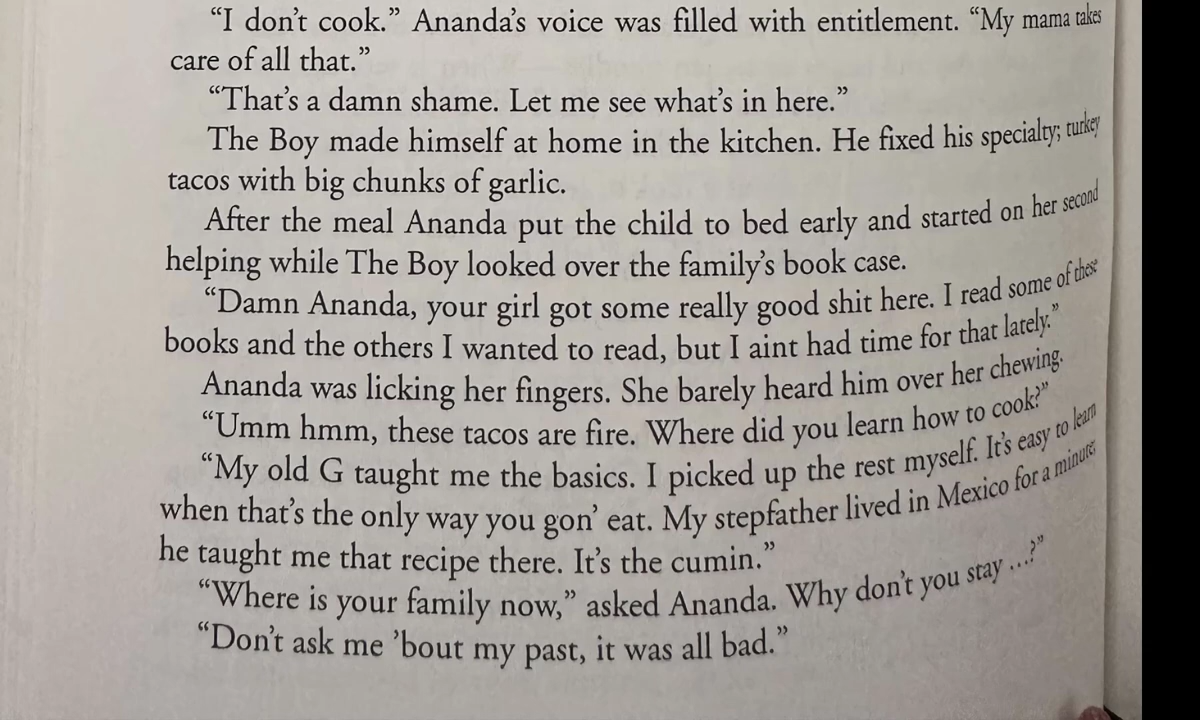 “I don’t cook.” Ananda’s voice was filled with entitlement. “My mama takes
care of all that.”
“That’s a damn shame. Let me see what’s in here.”
The Boy made himself at home in the kitchen. He fixed his specialty; turkey
tacos with big chunks of garlic.
After the meal Ananda put the child to bed early and started on her second
helping while The Boy looked over the family’s book case.
“Damn Ananda, your girl got some really good shit here. I read some of these
books and the others I wanted to read, but I aint had time for that lately.”
Ananda was licking her fingers. She barely heard him over her chewing.
“Umm hmm, these tacos are fire. Where did you learn how to cook?”
“My old G taught me the basics. I picked up the rest myself. It’s easy to learn
when that’s the only way you gon’ eat. My stepfather lived in Mexico for a minute,
he taught me that recipe there. It’s the cumin.”
“Where is your family now,” asked Ananda. Why don’t you stay …?”
“Don’t ask me ’bout my past, it was all bad.”